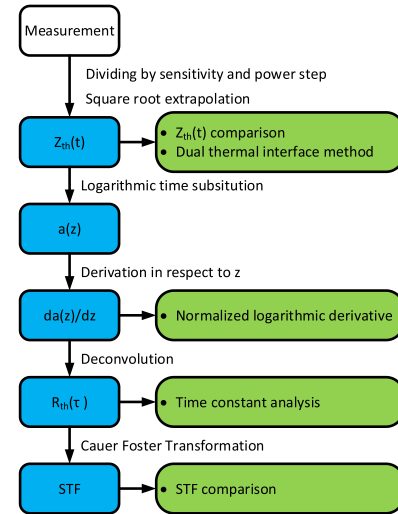 Measurement
Dividing by sensitivity and power step
Square root extrapolation
Zth(t)
• Zth(t) comparison
• Dual thermal interface method
Logarithmic time subsitution
a(z)
Derivation in respect to z
da(z)/dz
• Normalized logarithmic derivative
Deconvolution
Rth(τ )
• Time constant analysis
Cauer Foster Transformation
STF
• STF comparison